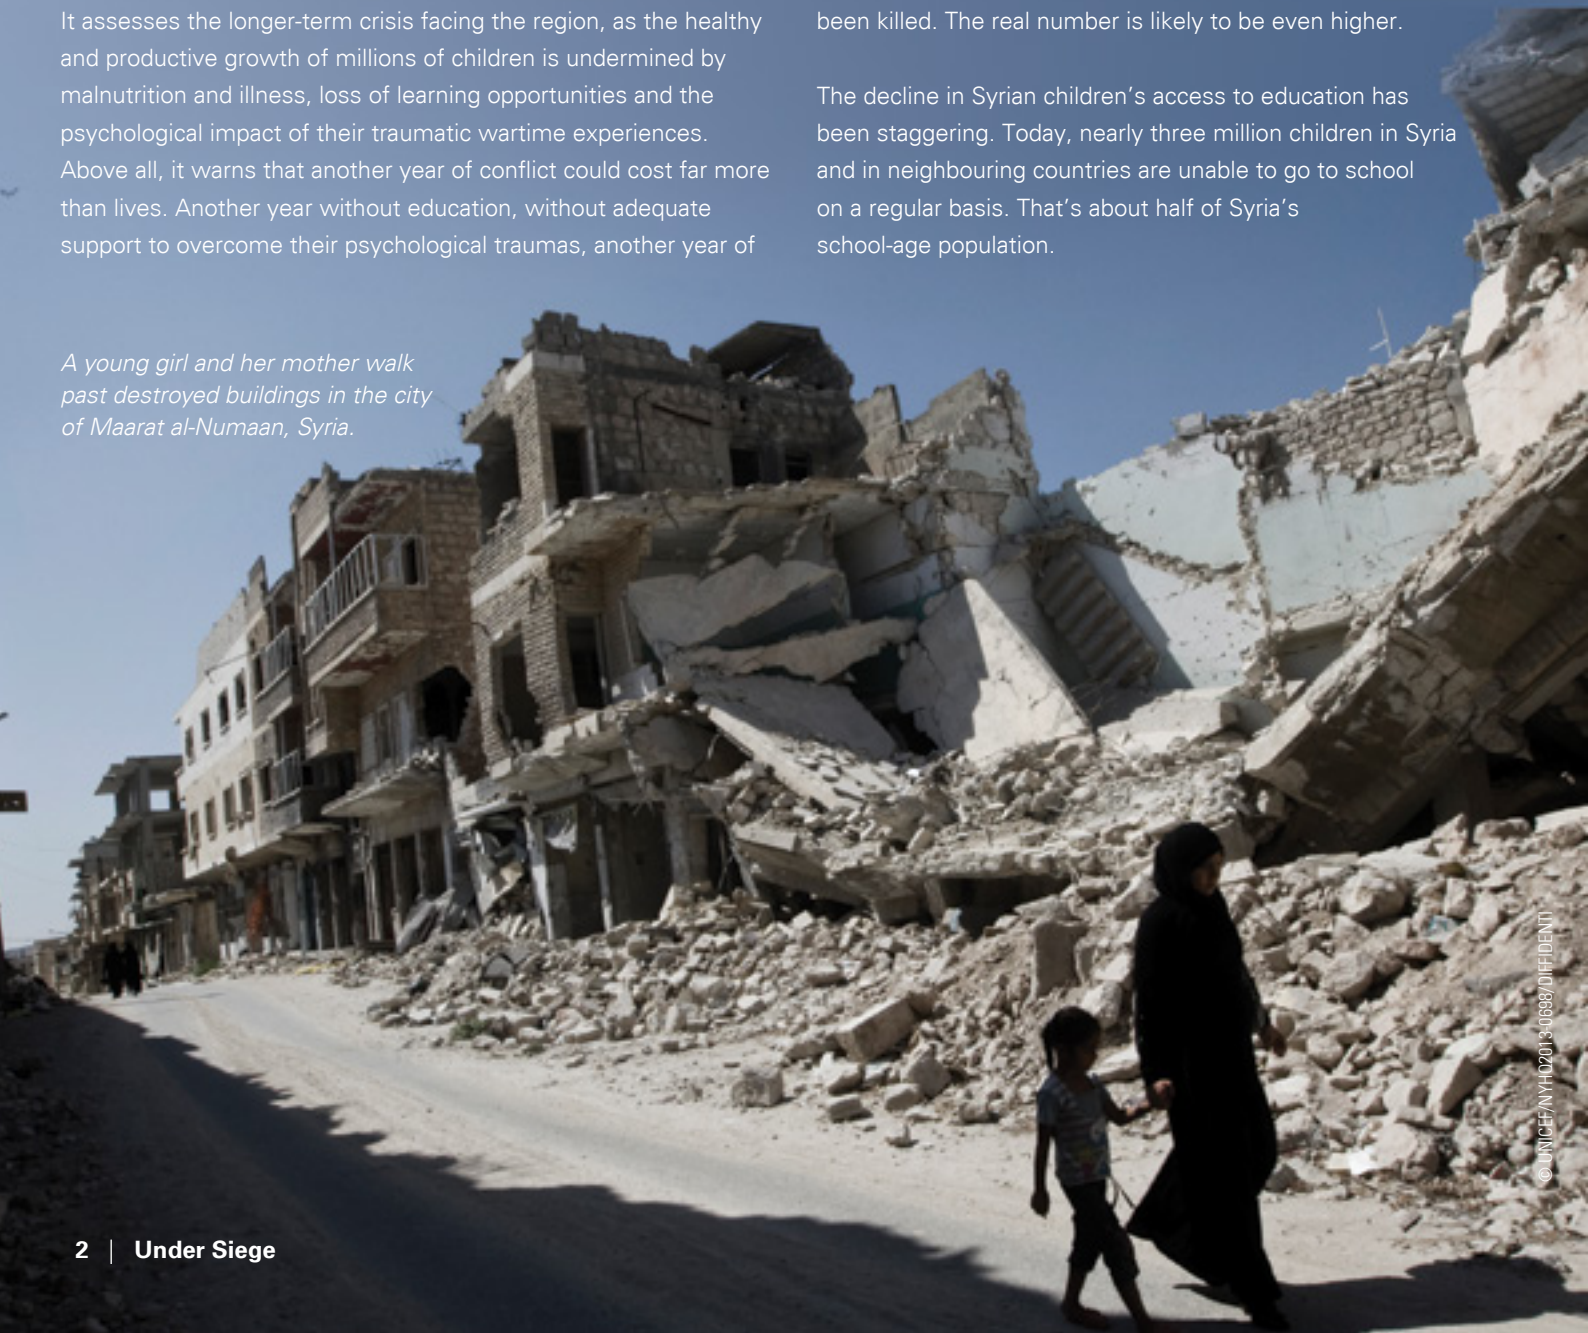 It assesses the longer-term crisis facing the region, as the healthy
and productive growth of millions of children is undermined by
malnutrition and illness, loss of learning opportunities and the
psychological impact of their traumatic wartime experiences.
Above all, it warns that another year of conflict could cost far more
than lives. Another year without education, without adequate
support to overcome their psychological traumas, another year of
been killed. The real number is likely to be even higher.
The decline in Syrian children’s access to education has
been staggering. Today, nearly three million children in Syria
and in neighbouring countries are unable to go to school
on a regular basis. That’s about half of Syria’s
school-age population.
A young girl and her mother walk
past destroyed buildings in the city
of Maarat al-Numaan, Syria.
© UNICEF/NYHQ2013-0698/DIFFIDENTI
2 | Under Siege